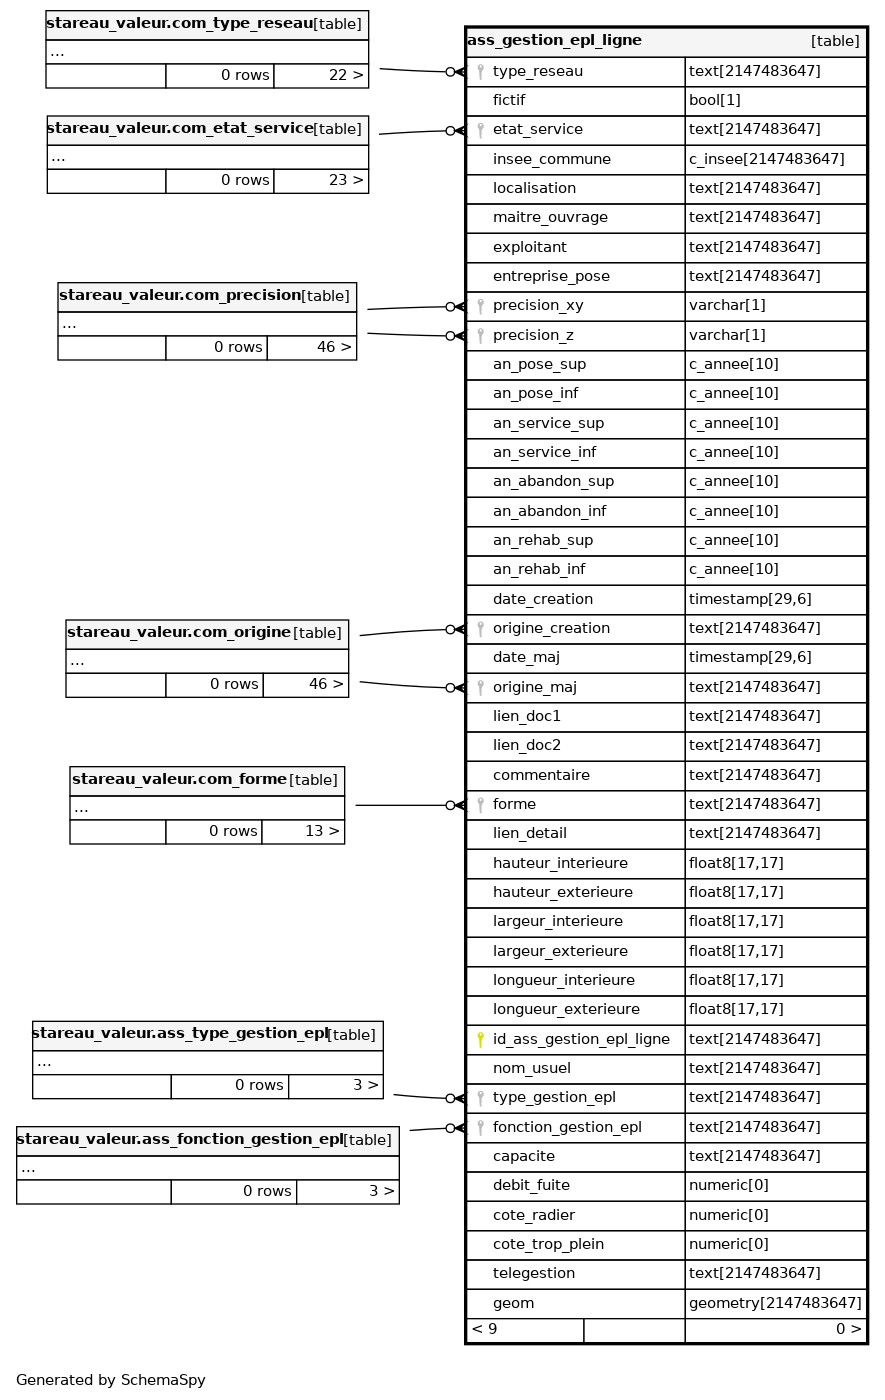 stareau_valeur.com_type_reseau [table]
...
0 rows 22 >
stareau_valeur.com_etat_service [table]
...
0 rows 23 >
stareau_valeur.com_precision [table]
...
0 rows 46 >
stareau_valeur.com_origine [table]
...
0 rows 46 >
stareau_valeur.com_forme [table]
...
0 rows 13 >
stareau_valeur.ass_type_gestion_epl [table]
...
0 rows 3 >
stareau_valeur.ass_fonction_gestion_epl [table]
...
0 rows 3 >
ass_gestion_epl_ligne [table]
type_reseau text[2147483647]
fictif bool[1]
etat_service text[2147483647]
insee_commune c_insee[2147483647]
localisation text[2147483647]
maitre_ouvrage text[2147483647]
exploitant text[2147483647]
entreprise_pose text[2147483647]
precision_xy varchar[1]
precision_z varchar[1]
an_pose_sup c_annee[10]
an_pose_inf c_annee[10]
an_service_sup c_annee[10]
an_service_inf c_annee[10]
an_abandon_sup c_annee[10]
an_abandon_inf c_annee[10]
an_rehab_sup c_annee[10]
an_rehab_inf c_annee[10]
date_creation timestamp[29,6]
origine_creation text[2147483647]
date_maj timestamp[29,6]
origine_maj text[2147483647]
lien_doc1 text[2147483647]
lien_doc2 text[2147483647]
commentaire text[2147483647]
forme text[2147483647]
lien_detail text[2147483647]
hauteur_interieure float8[17,17]
hauteur_exterieure float8[17,17]
largeur_interieure float8[17,17]
largeur_exterieure float8[17,17]
longueur_interieure float8[17,17]
longueur_exterieure float8[17,17]
id_ass_gestion_epl_ligne text[2147483647]
nom_usuel text[2147483647]
type_gestion_epl text[2147483647]
fonction_gestion_epl text[2147483647]
capacite text[2147483647]
debit_fuite numeric[0]
cote_radier numeric[0]
cote_trop_plein numeric[0]
telegestion text[2147483647]
geom geometry[2147483647]
< 9 0 >
Generated by SchemaSpy